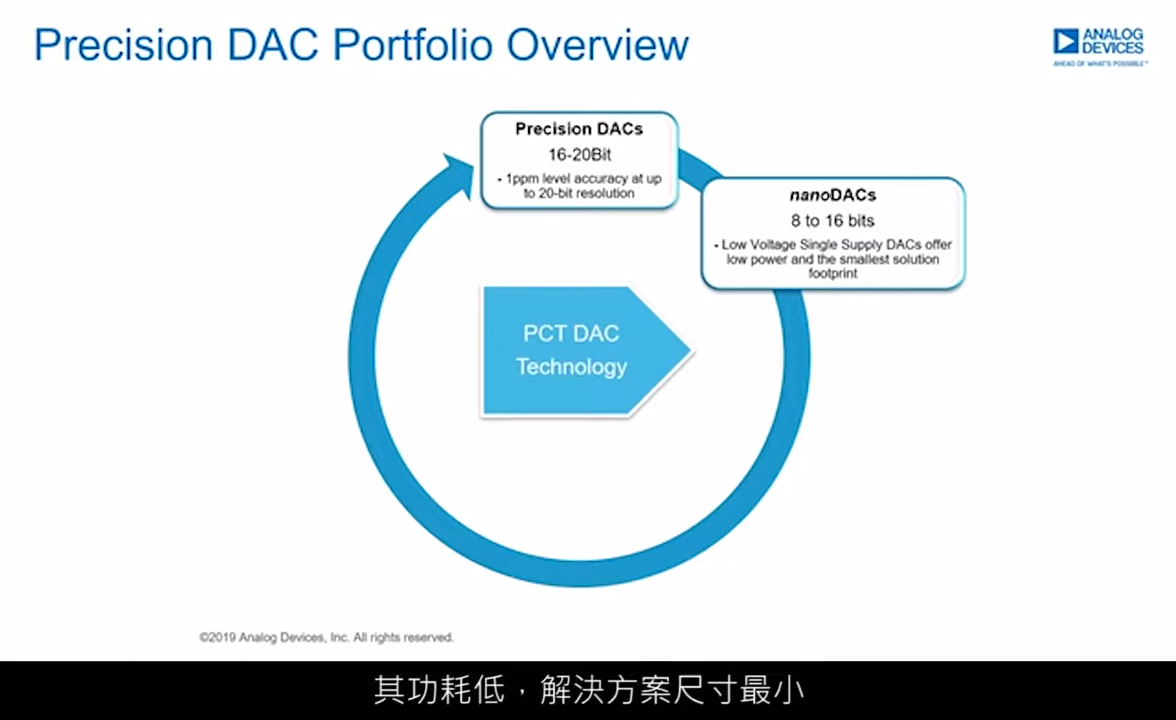 Precision DAC Portfolio Overview
ANALOG
DEVICES
AHEAD OF WHAT'S POSSIBLE™
Precision DACs
16-20Bit
- 1ppm level accuracy at up
to 20-bit resolution
nanoDACs
8 to 16 bits
- Low Voltage Single Supply DACs offer
low power and the smallest solution
footprint
PCT DAC
Technology
©2019 Analog Devices, Inc. All rights reserved.
其功耗低，解決方案尺寸最小